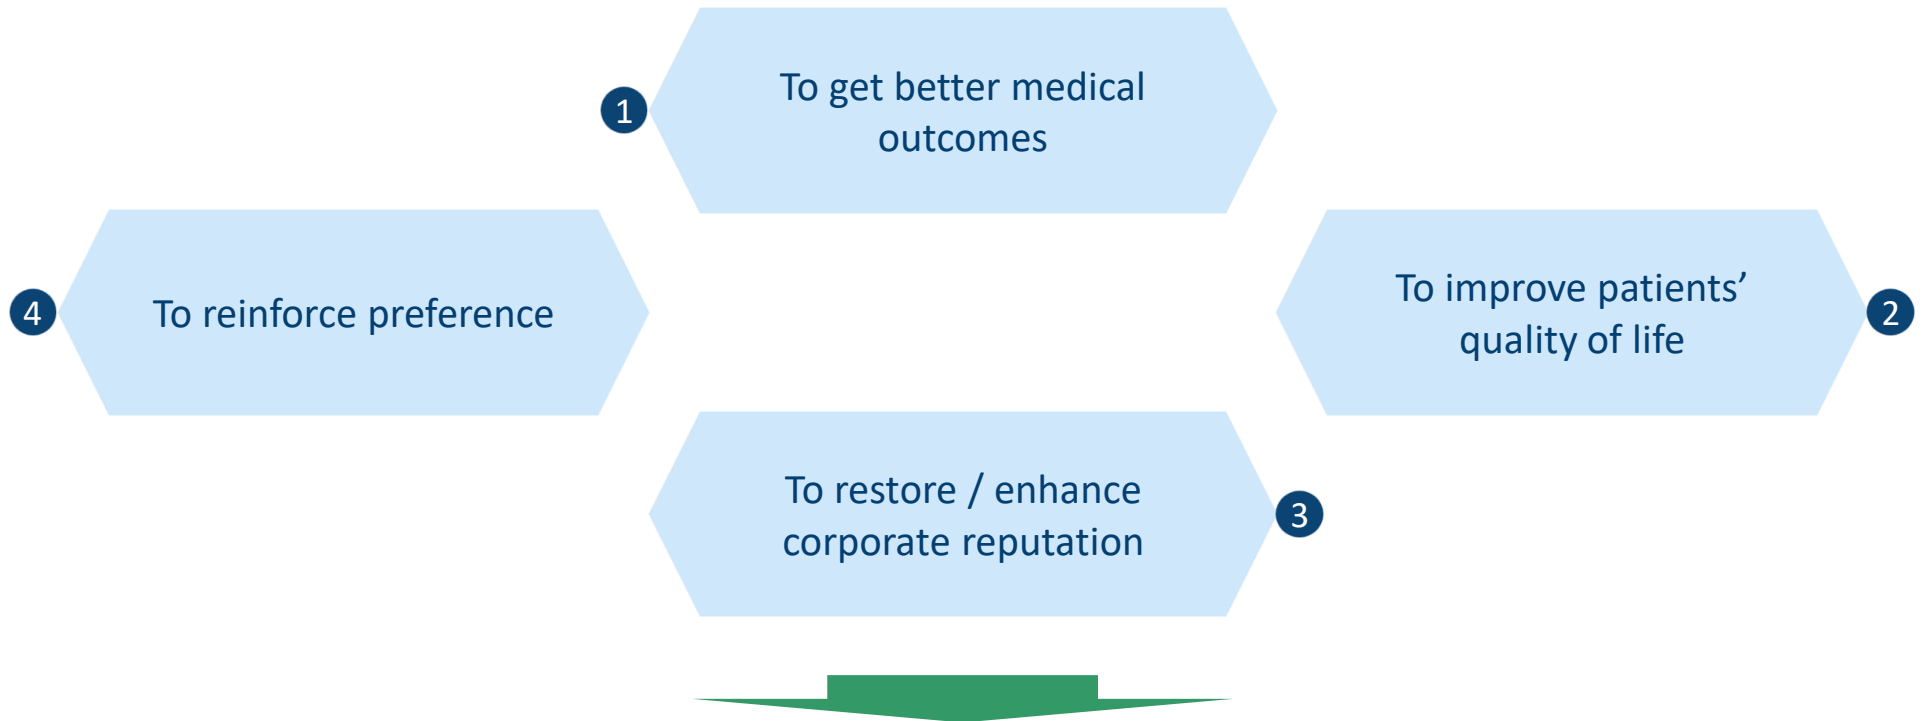 1
To get better medical
outcomes
2
To improve patients’
quality of life
3
To restore / enhance
corporate reputation
4
To reinforce preference